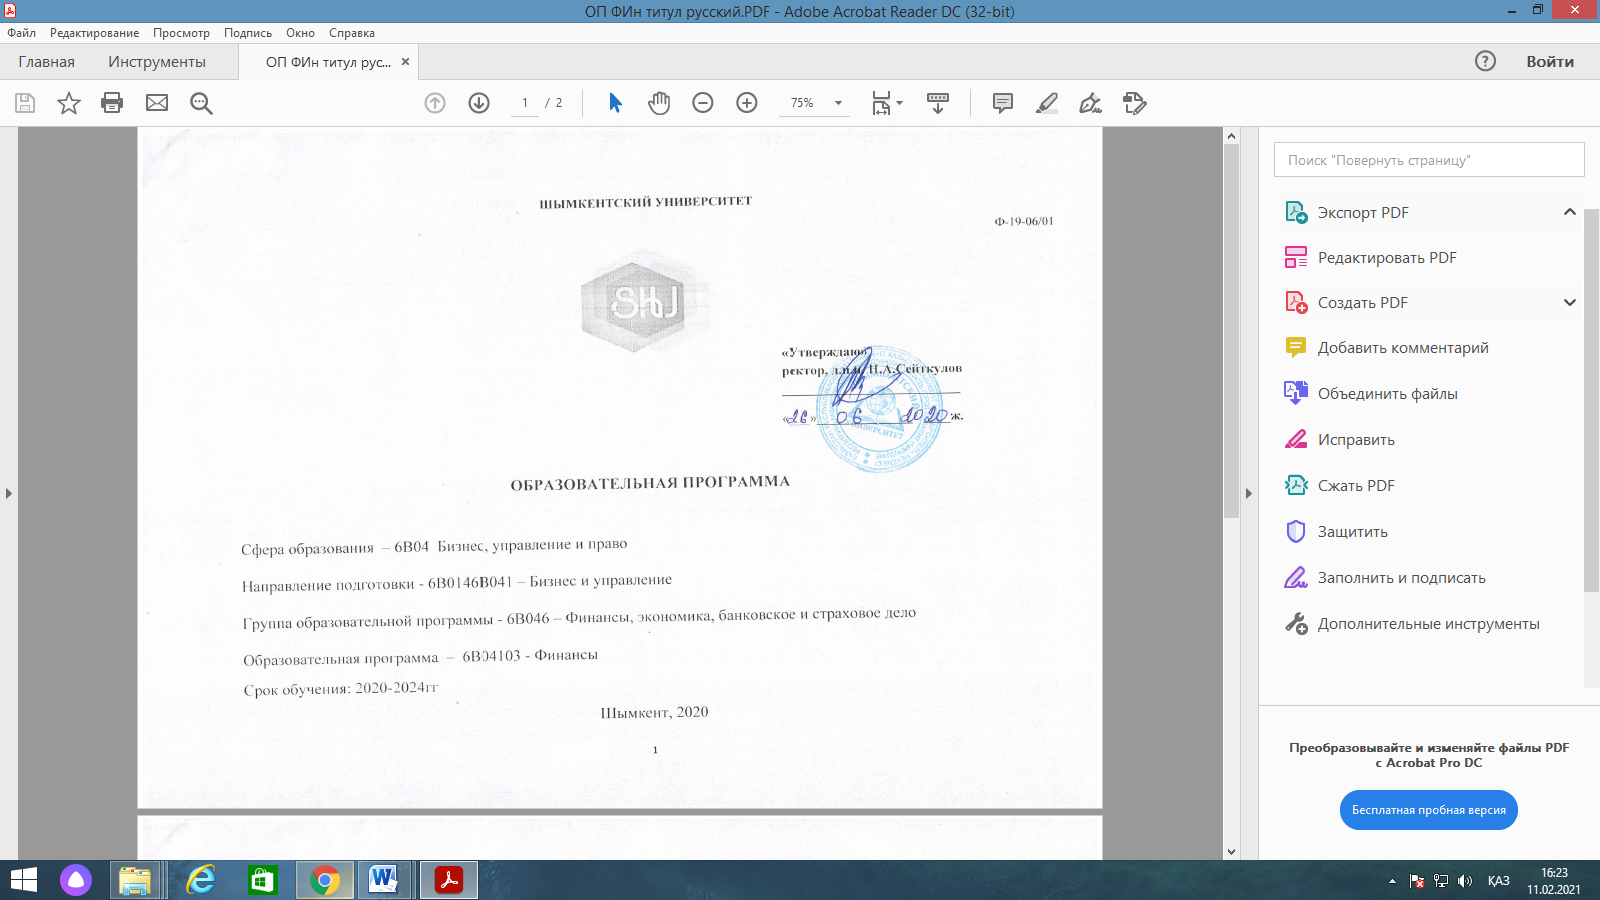 ОП ФИн титул русский.PDF - Adobe Acrobat Reader DC (32-bit)
Файл Редактирование Просмотр Подпись Окно Справка
Главная Инструменты ОП ФИн титул рус... × Войти
1 / 2 75%
ШЫМКЕНТСКИЙ УНИВЕРСИТЕТ
Ф-19-06/01
SHU
«Утверждаю»
ректор, д.п.н. Н.А.Сейткулов
«26» 06 2020 ж.
ОБРАЗОВАТЕЛЬНАЯ ПРОГРАММА
Сфера образования – 6В04 Бизнес, управление и право
Направление подготовки - 6В0146В041 – Бизнес и управление
Группа образовательной программы - 6В046 – Финансы, экономика, банковское и страховое дело
Образовательная программа – 6В04103 - Финансы
Срок обучения: 2020-2024гг
Шымкент, 2020
1
Поиск "Повернуть страницу"
Экспорт PDF
Редактировать PDF
Создать PDF
Добавить комментарий
Объединить файлы
Исправить
Сжать PDF
Защитить
Заполнить и подписать
Дополнительные инструменты
Преобразовывайте и изменяйте файлы PDF
с Acrobat Pro DC
Бесплатная пробная версия
ҚАЗ
16:23
11.02.2021